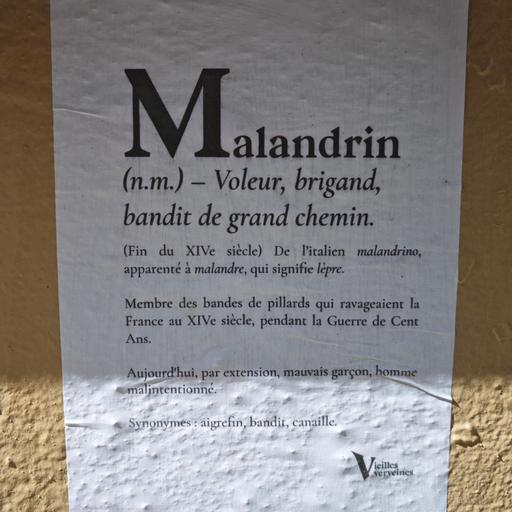 Malandrin
(n.m.) – Voleur, brigand,
bandit de grand chemin.
(Fin du XIVe siècle) De l'italien malandrino,
apparenté à malandre, qui signifie lèpre.
Membre des bandes de pillards qui ravageaient la
France au XIVe siècle, pendant la Guerre de Cent
Ans.
Aujourd'hui, par extension, mauvais garçon, homme
malintentionné.
Synonymes : aigrefin, bandit, canaille.
Vieilles
verveines